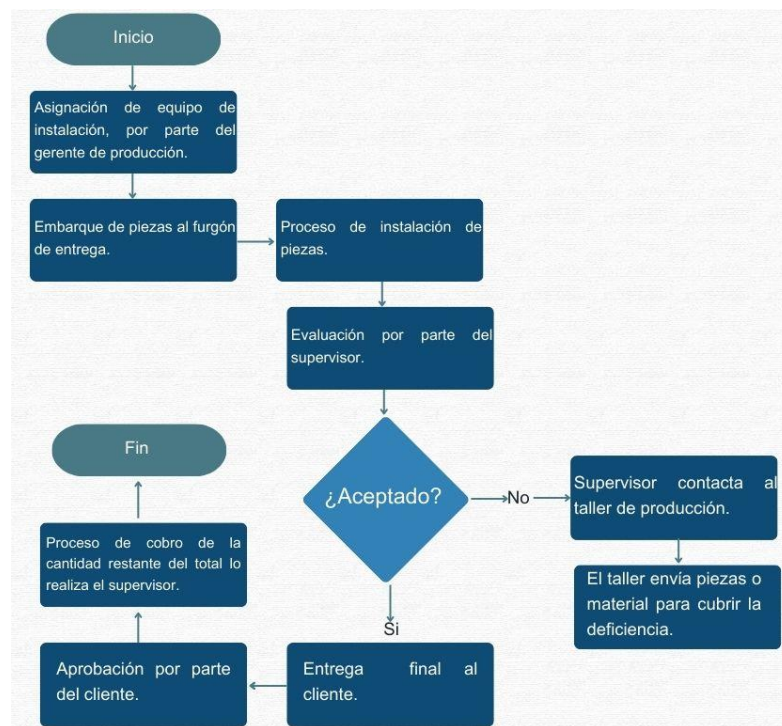 Inicio
Asignación de equipo de
instalación, por parte del
gerente de producción.
Embarque de piezas al furgón
de entrega.
Proceso de instalación de
piezas.
Evaluación por parte del
supervisor.
¿Aceptado?
No
Supervisor contacta al
taller de producción.
El taller envía piezas o
material para cubrir la
deficiencia.
Si
Entrega final al
cliente.
Aprobación por parte
del cliente.
Proceso de cobro de la
cantidad restante del total lo
realiza el supervisor.
Fin